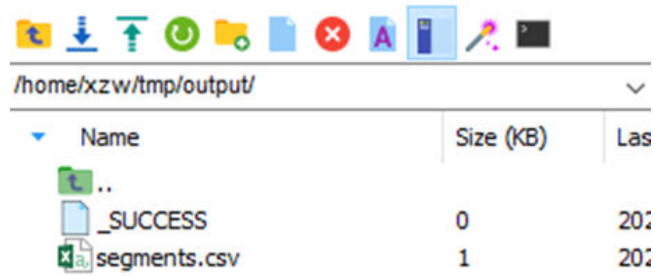 /home/xzw/tmp/output/
Name Size (KB) Las
..
_SUCCESS 0 202
segments.csv 1 202